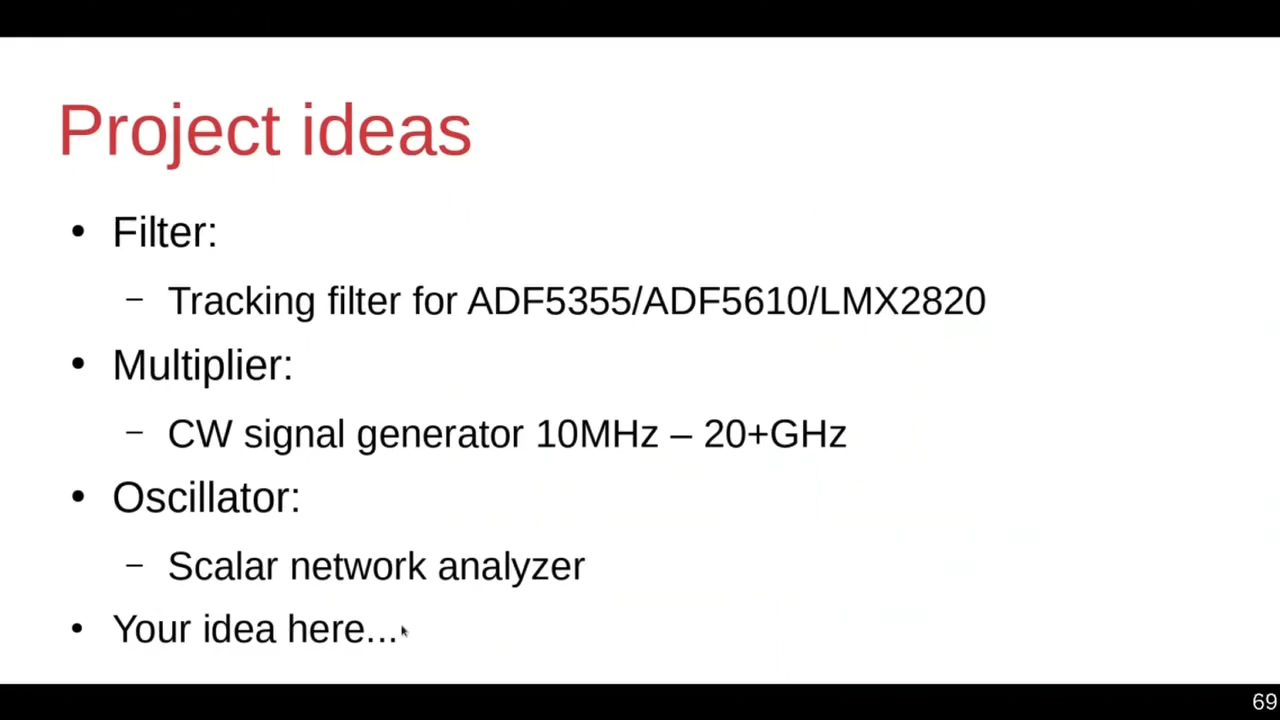 Project ideas
• Filter:
– Tracking filter for ADF5355/ADF5610/LMX2820
• Multiplier:
– CW signal generator 10MHz – 20+GHz
• Oscillator:
– Scalar network analyzer
• Your idea here...
69